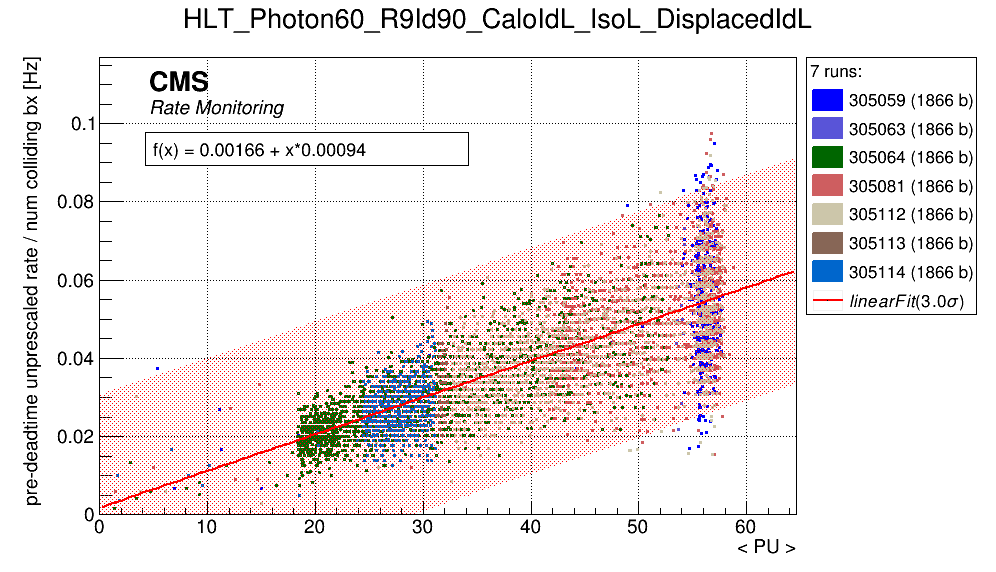 HLT_Photon60_R9Id90_CaloIdL_IsoL_DisplacedIdL
pre-deadtime unprescaled rate / num colliding bx [Hz]
CMS
Rate Monitoring
f(x) = 0.00166 + x*0.00094
0.1
0.08
0.06
0.04
0.02
0
0 10 20 30 40 50 60
< PU >
7 runs:
305059 (1866 b)
305063 (1866 b)
305064 (1866 b)
305081 (1866 b)
305112 (1866 b)
305113 (1866 b)
305114 (1866 b)
linearFit(3.0σ)